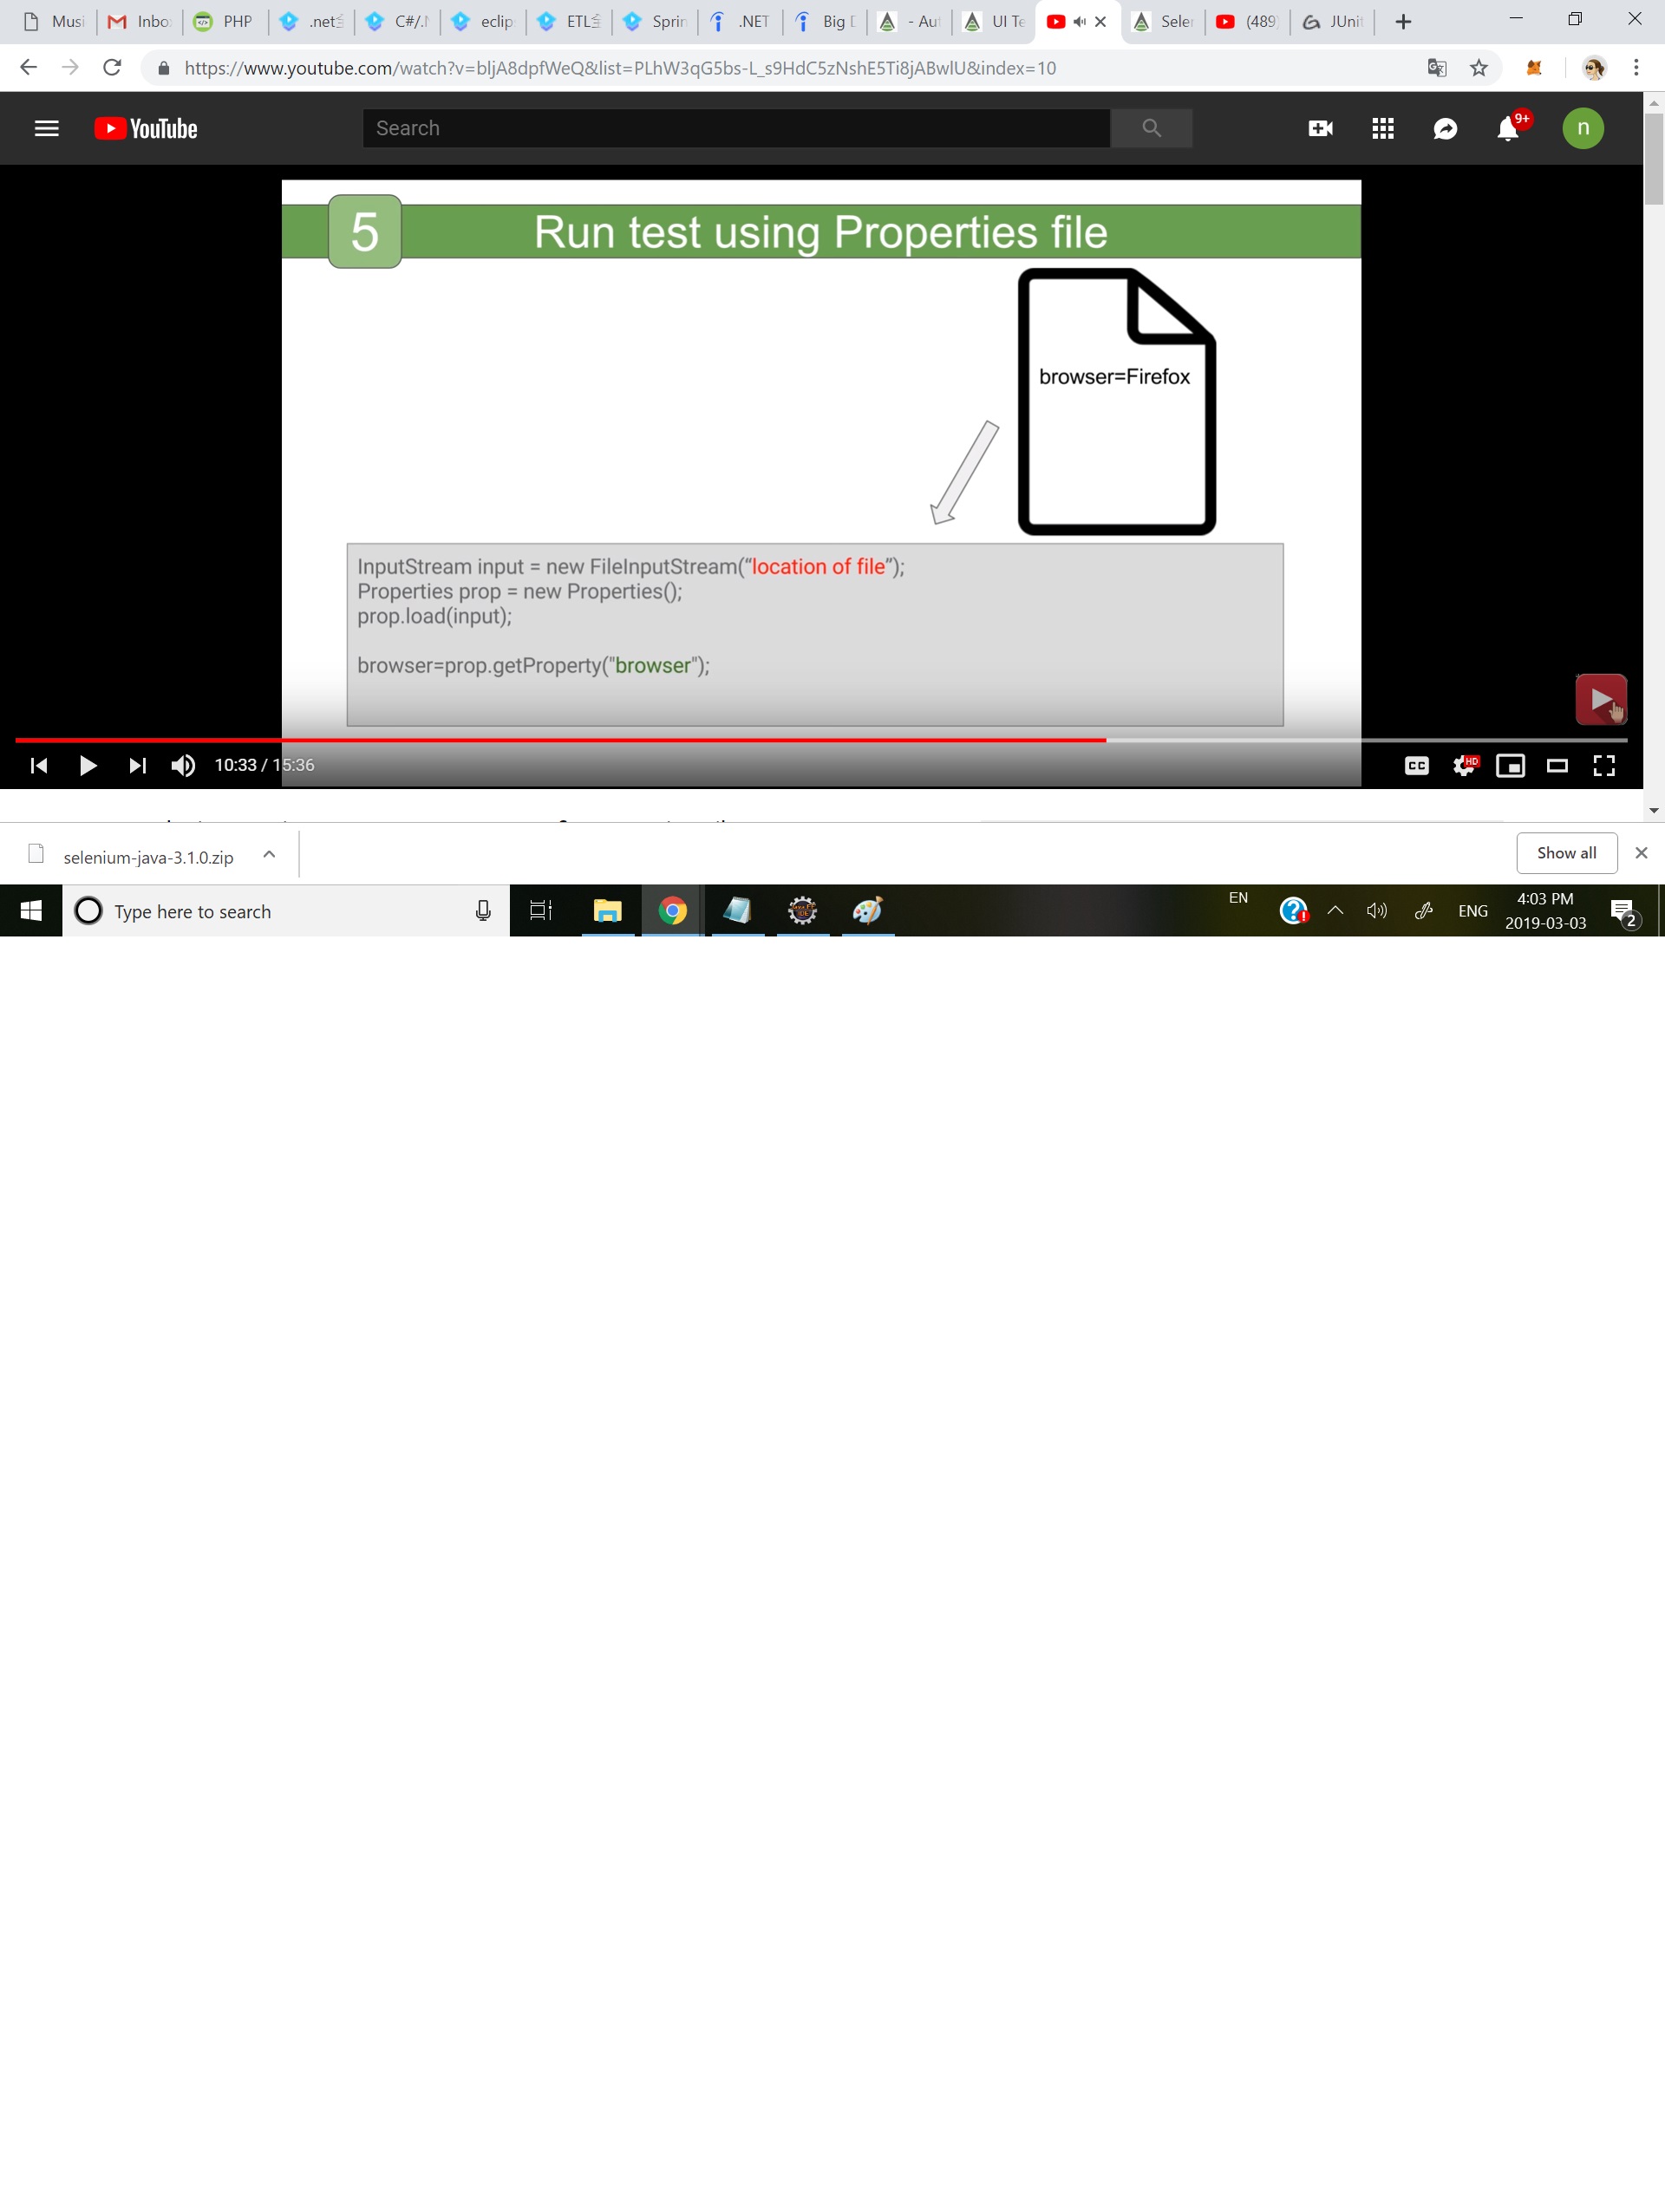 Musi
Inbo
PHP
.net
C#/.
eclip
ETL
Sprin
.NET
Big
- Au
UI Te
Seler
(489
JUnit
https://www.youtube.com/watch?v=bljA8dpfWeQ&list=PLhW3qG5bs-L_s9HdC5zNshE5Ti8jABwlU&index=10
YouTube
Search
9+
n
5
Run test using Properties file
browser=Firefox
InputStream input = new FileInputStream(“location of file”);
Properties prop = new Properties();
prop.load(input);
browser=prop.getProperty("browser");
10:33 / 15:36
CC
HD
selenium-java-3.1.0.zip
Show all
Type here to search
EN
ENG
4:03 PM
2019-03-03
2